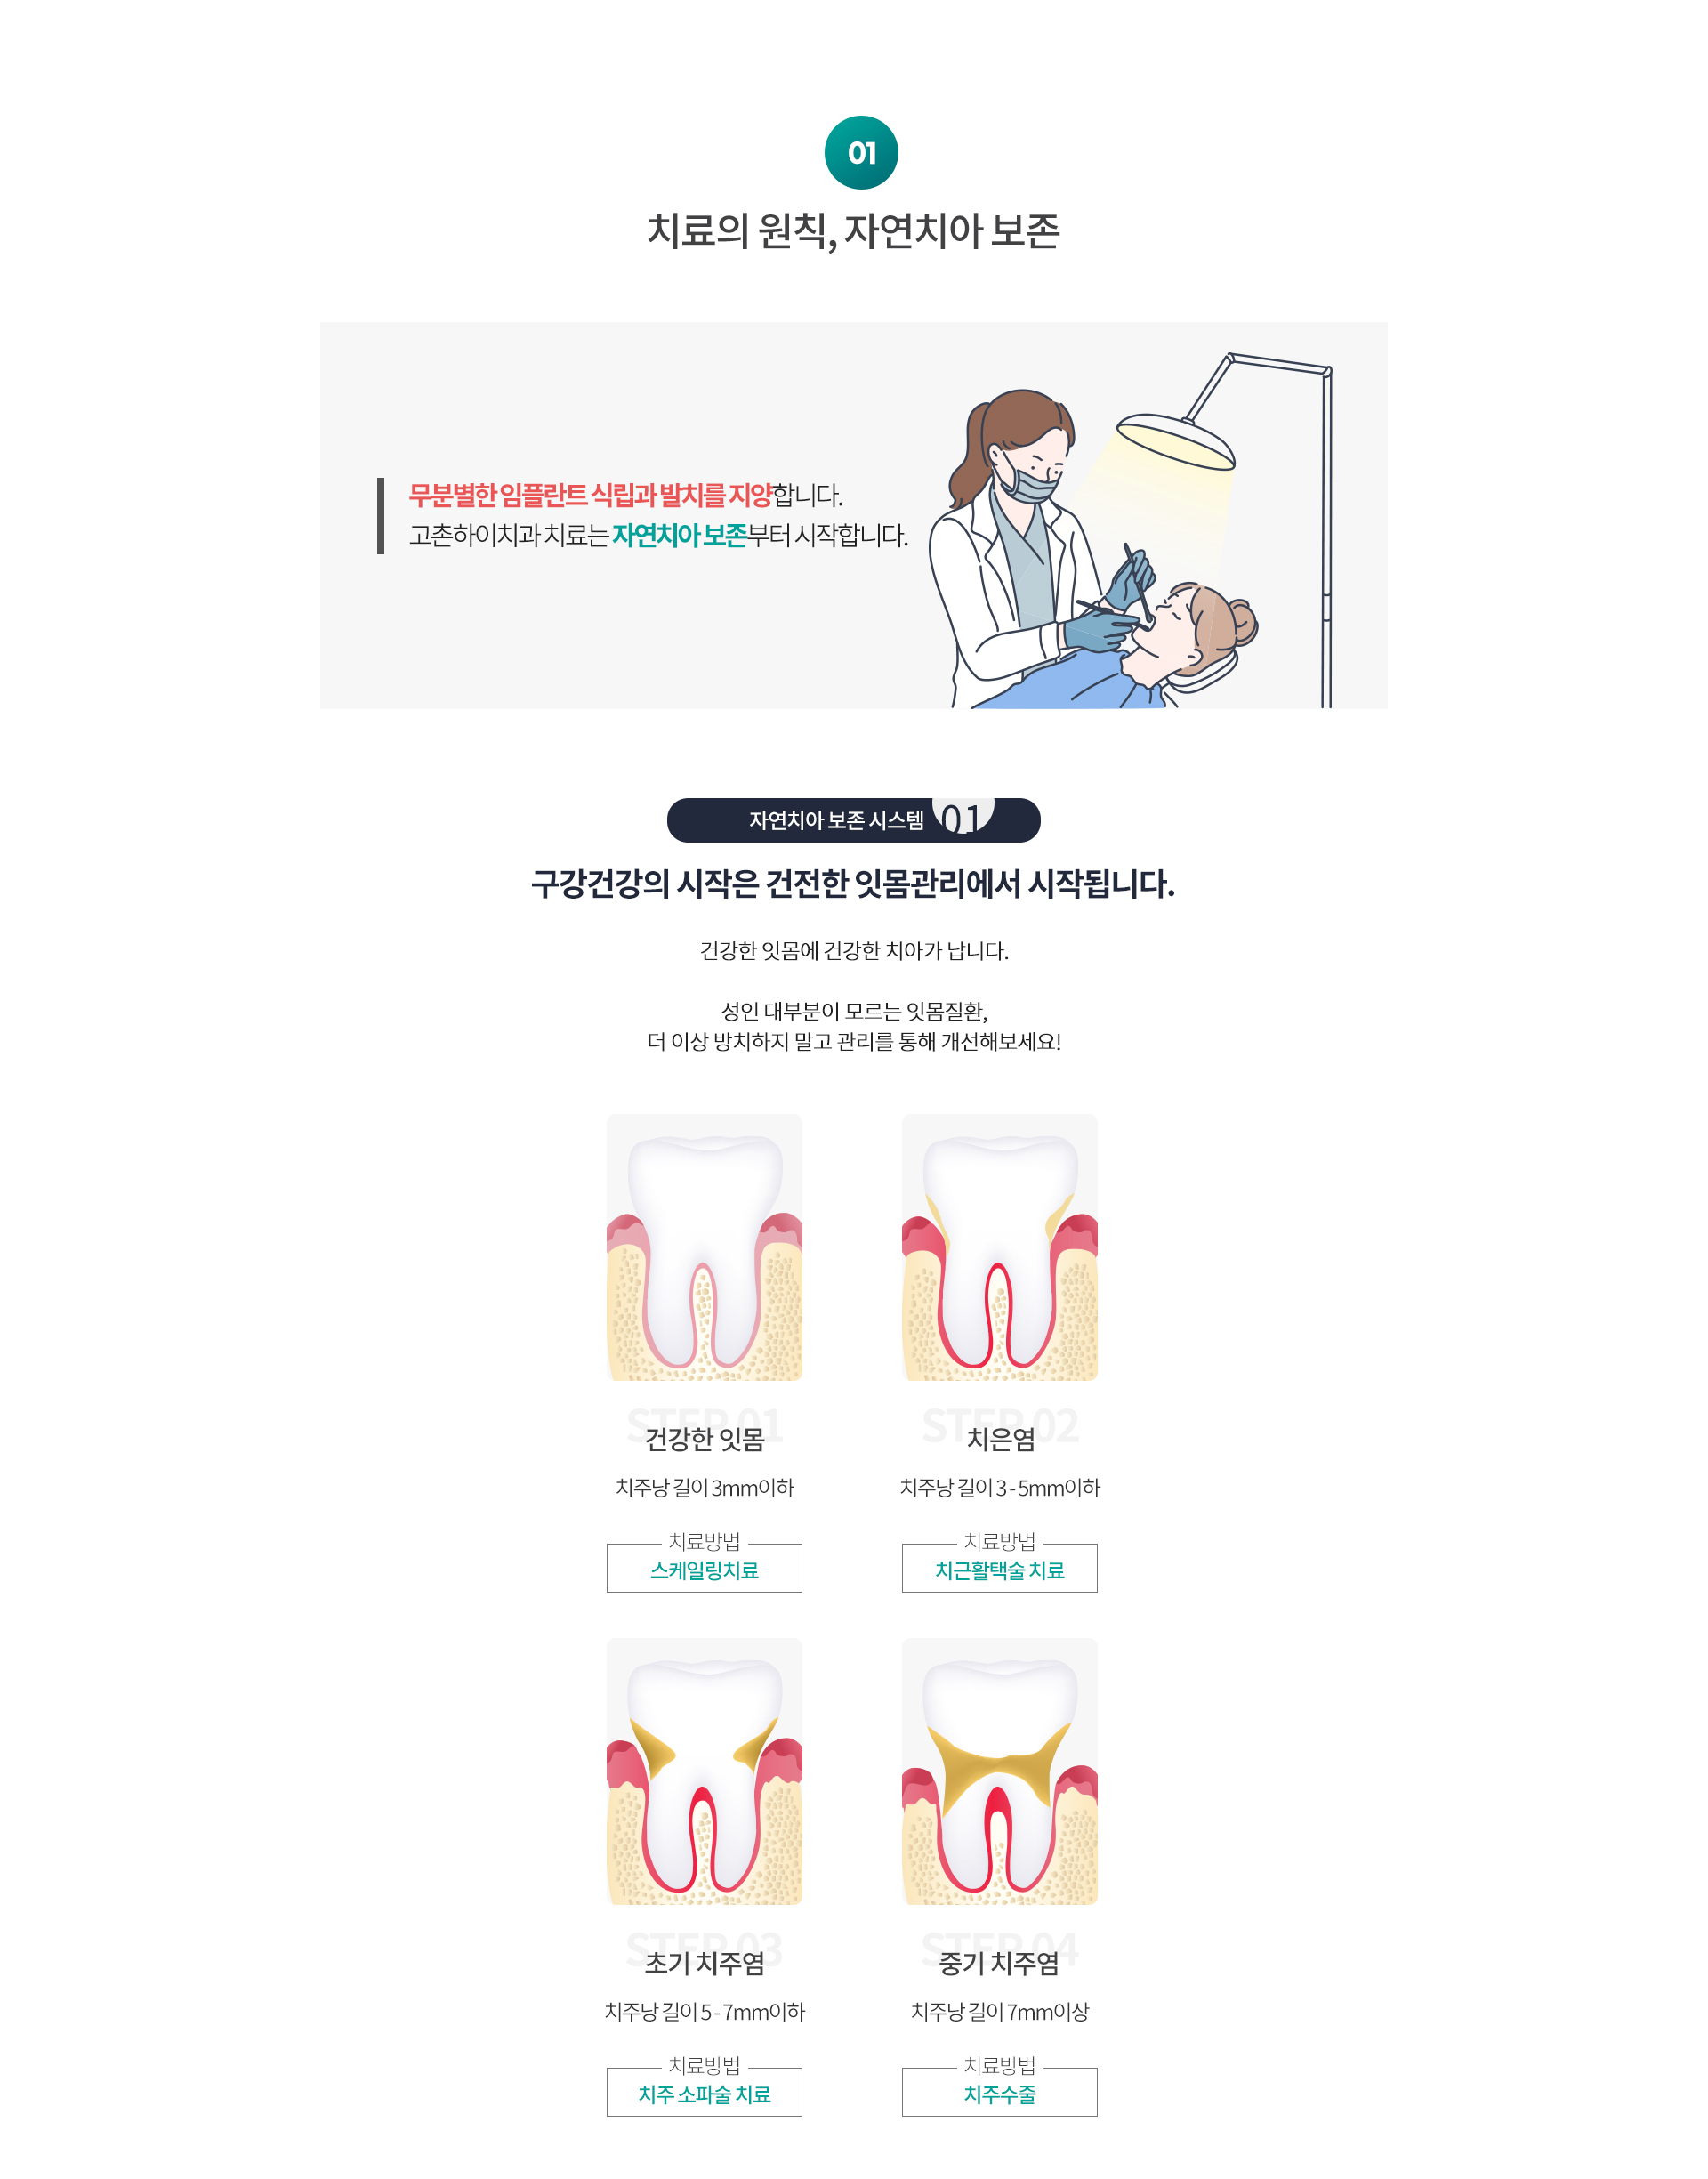 01
치료의 원칙, 자연치아 보존
무분별한 임플란트 식립과 발치를 지양합니다.
고촌하이치과 치료는 자연치아 보존부터 시작합니다.
자연치아 보존 시스템 01
구강건강의 시작은 건전한 잇몸관리에서 시작됩니다.
건강한 잇몸에 건강한 치아가 납니다.
성인 대부분이 모르는 잇몸질환,
더 이상 방치하지 말고 관리를 통해 개선해보세요!
STEP 01
건강한 잇몸
치주낭 길이 3mm이하
치료방법
스케일링치료
STEP 02
치은염
치주낭 길이 3 - 5mm이하
치료방법
치근활택술 치료
STEP 03
초기 치주염
치주낭 길이 5 - 7mm이하
치료방법
치주 소파술 치료
STEP 04
중기 치주염
치주낭 길이 7mm이상
치료방법
치주수줄